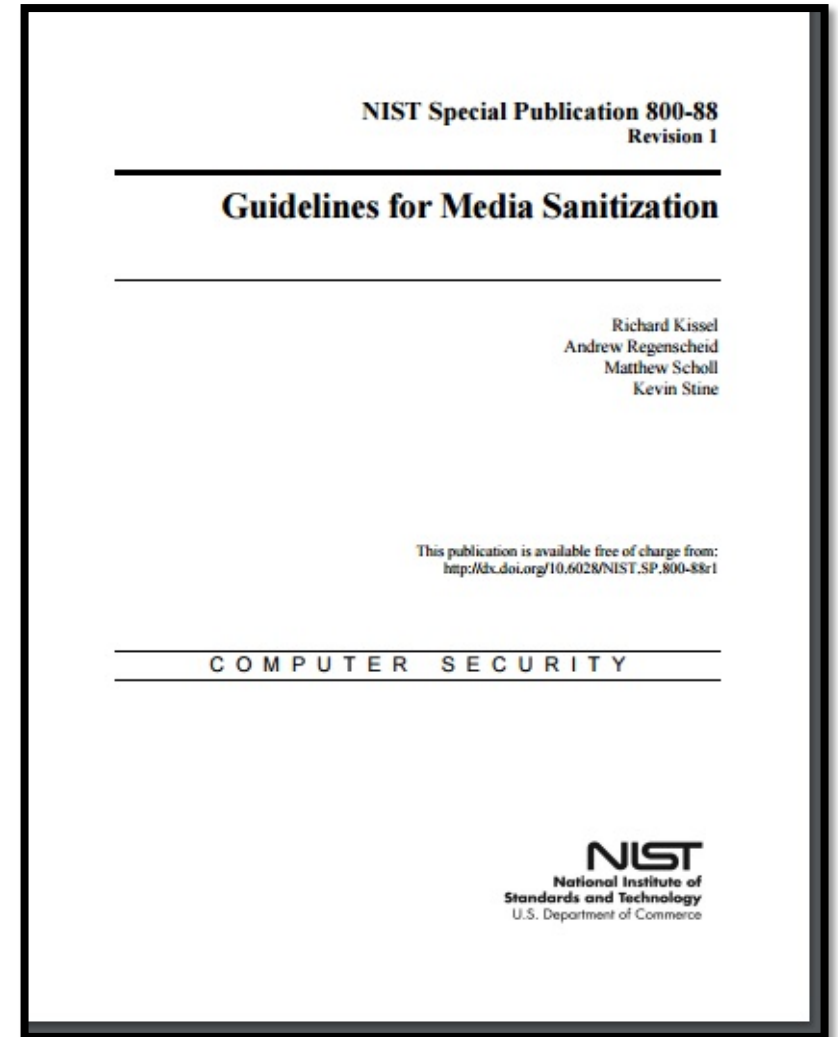 NIST Special Publication 800-88
Revision 1
Guidelines for Media Sanitization
Richard Kissel
Andrew Regenscheid
Matthew Scholl
Kevin Stine
This publication is available free of charge from:
http://dx.doi.org/10.6028/NIST.SP.800-88r1
COMPUTER SECURITY
NIST
National Institute of
Standards and Technology
U.S. Department of Commerce